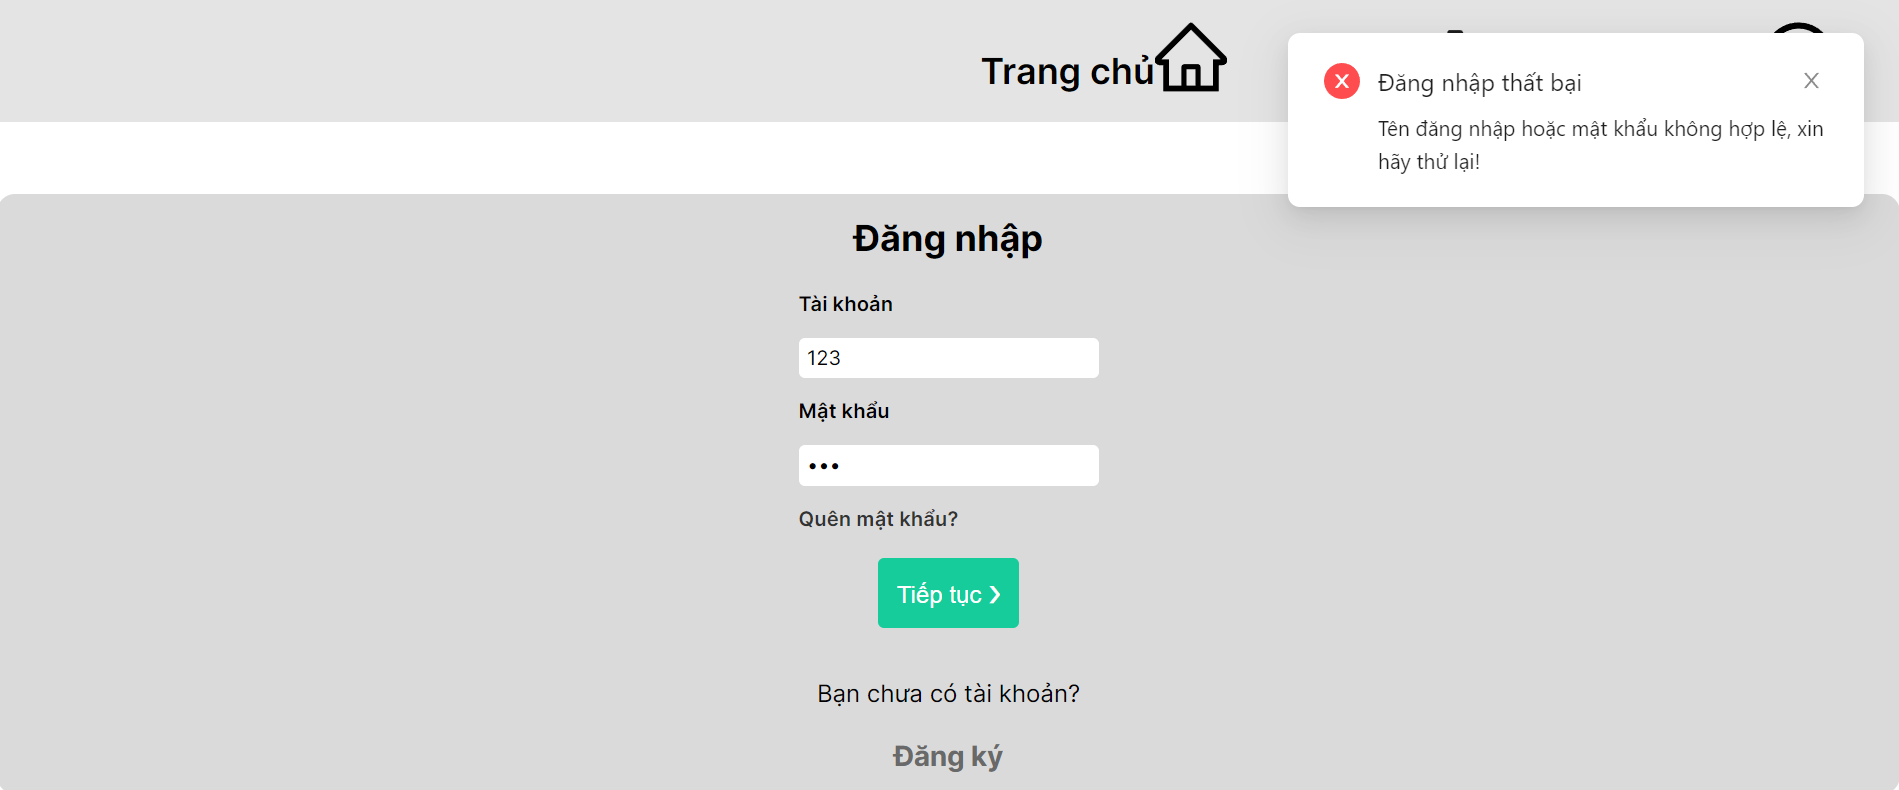 Trang chủ
Đăng nhập thất bại
Tên đăng nhập hoặc mật khẩu không hợp lệ, xin
hãy thử lại!
Đăng nhập
Tài khoản
123
Mật khẩu
•••
Quên mật khẩu?
Tiếp tục ❯
Bạn chưa có tài khoản?
Đăng ký